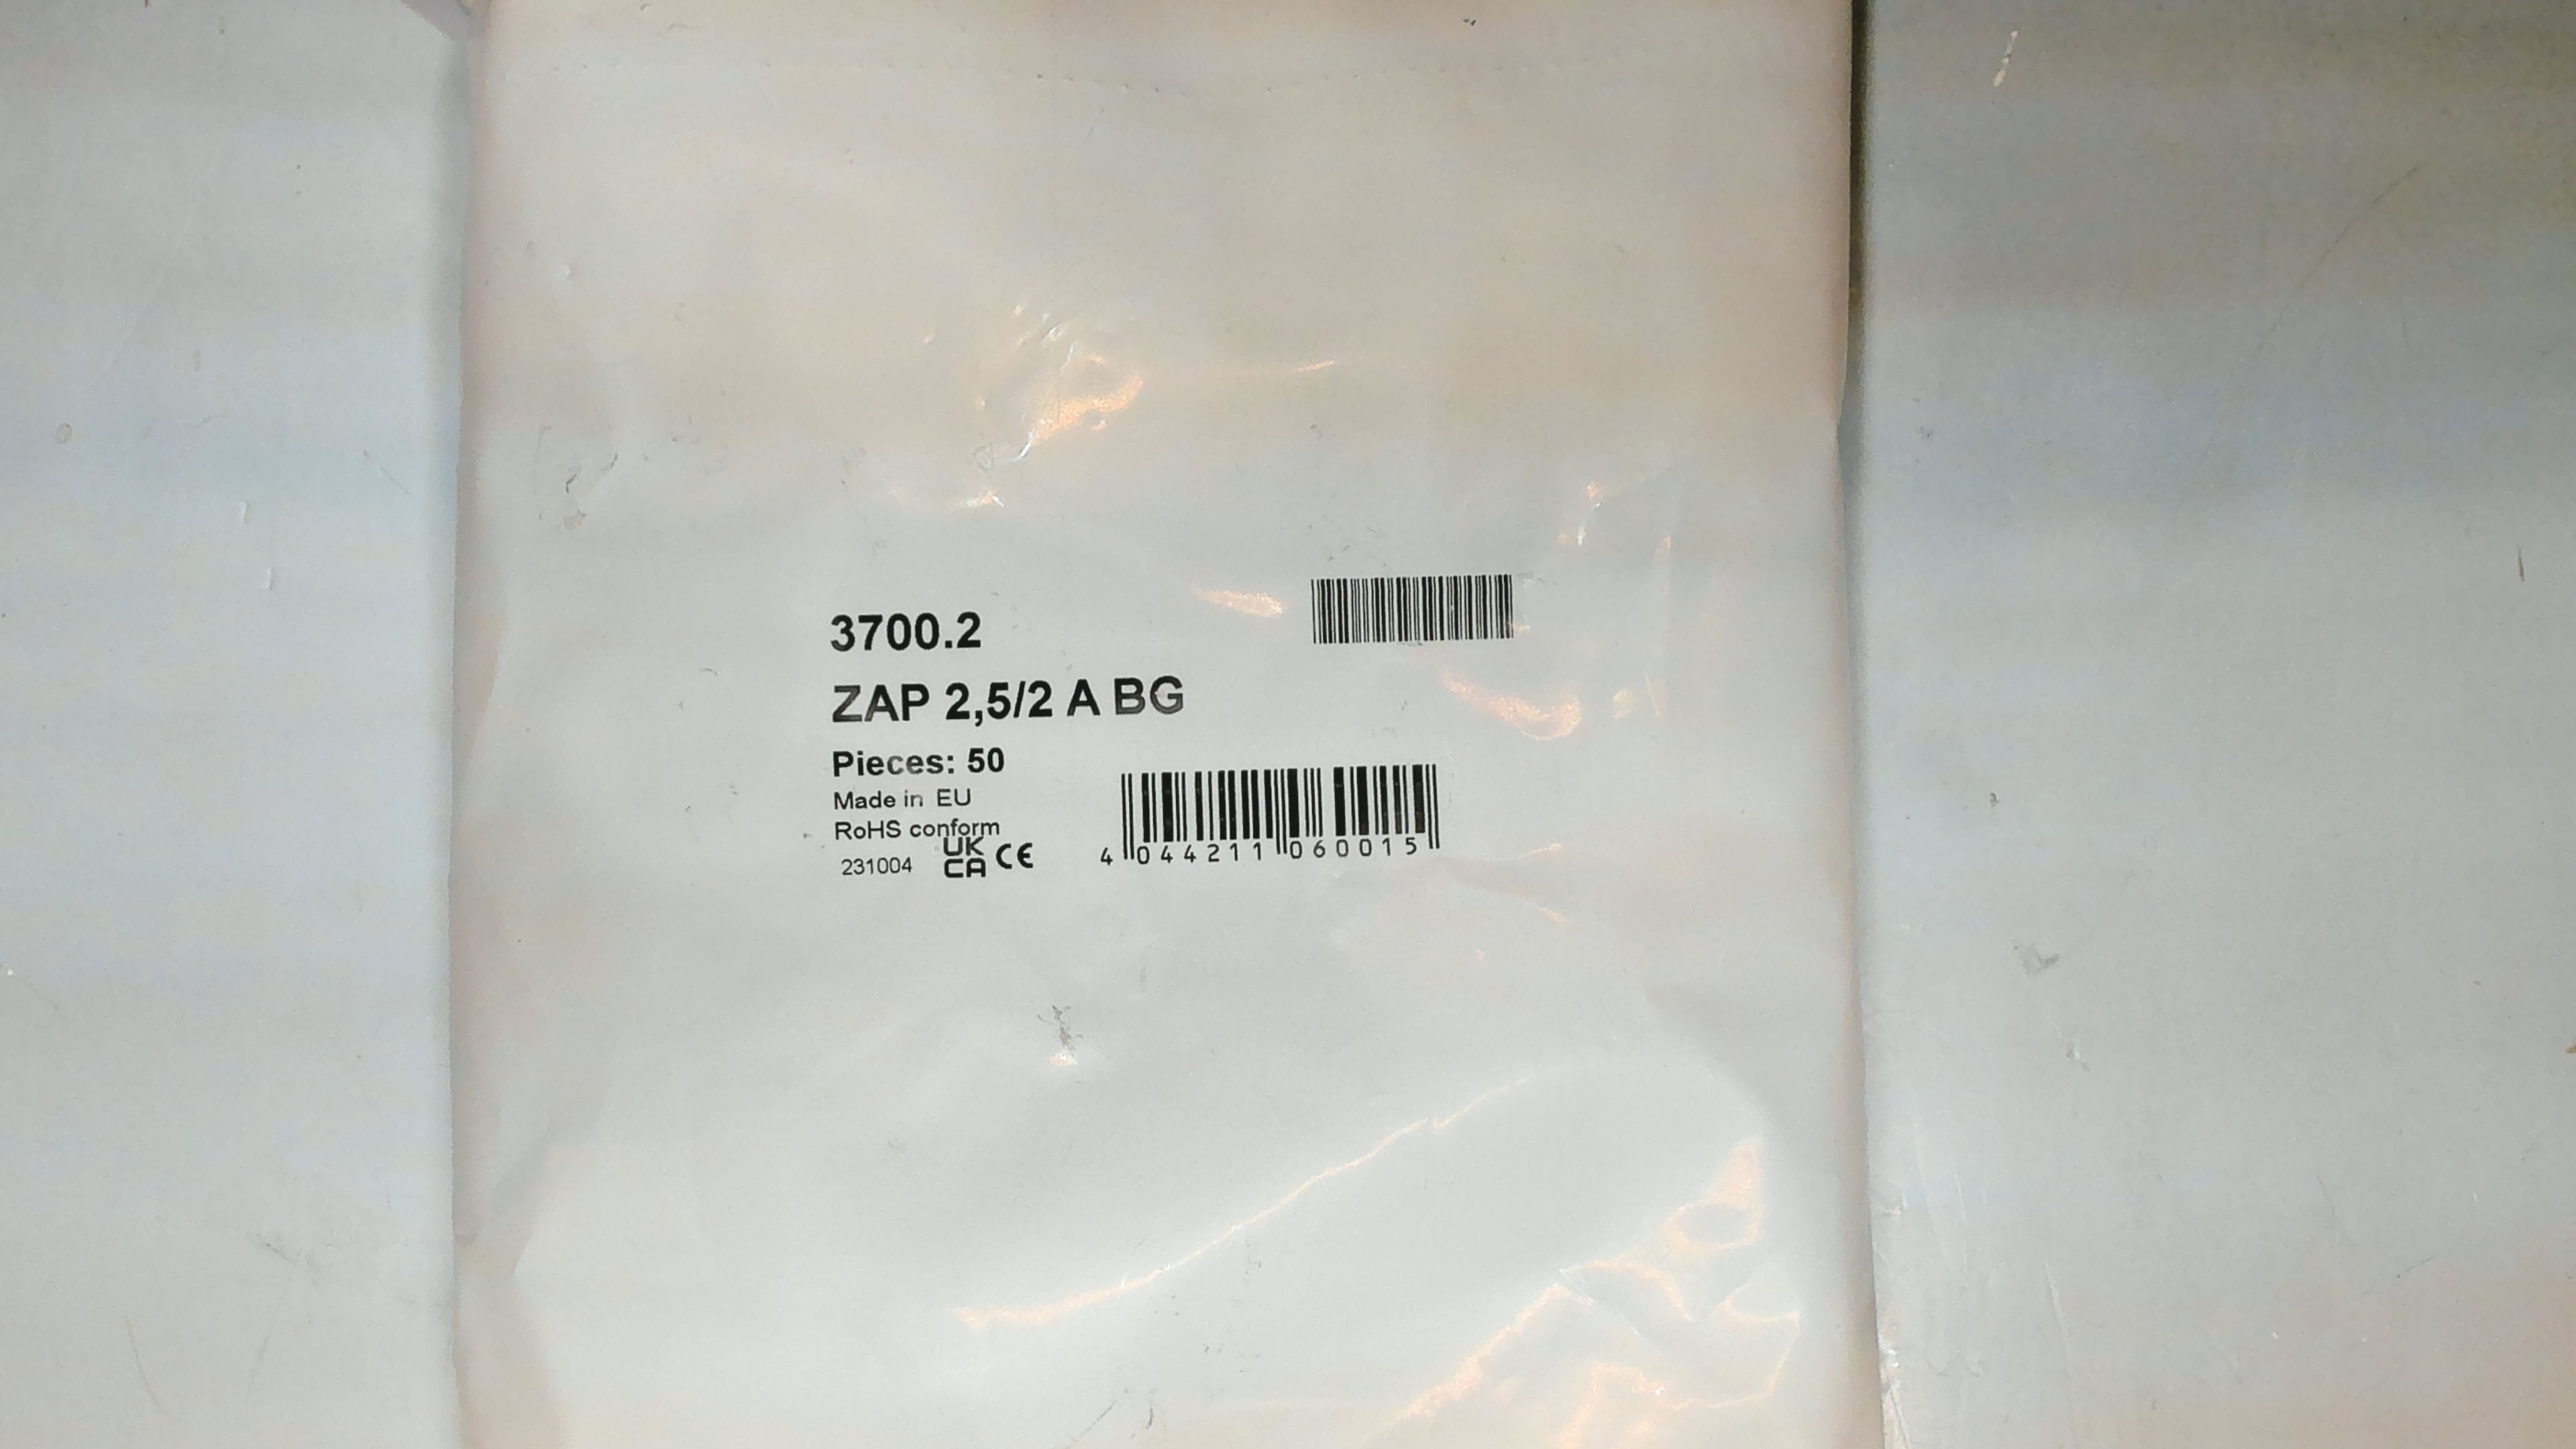 3700.2
ZAP 2,5/2 A BG
Pieces: 50
Made in EU
RoHS conform
231004 UK CA CE
4 044211 060015